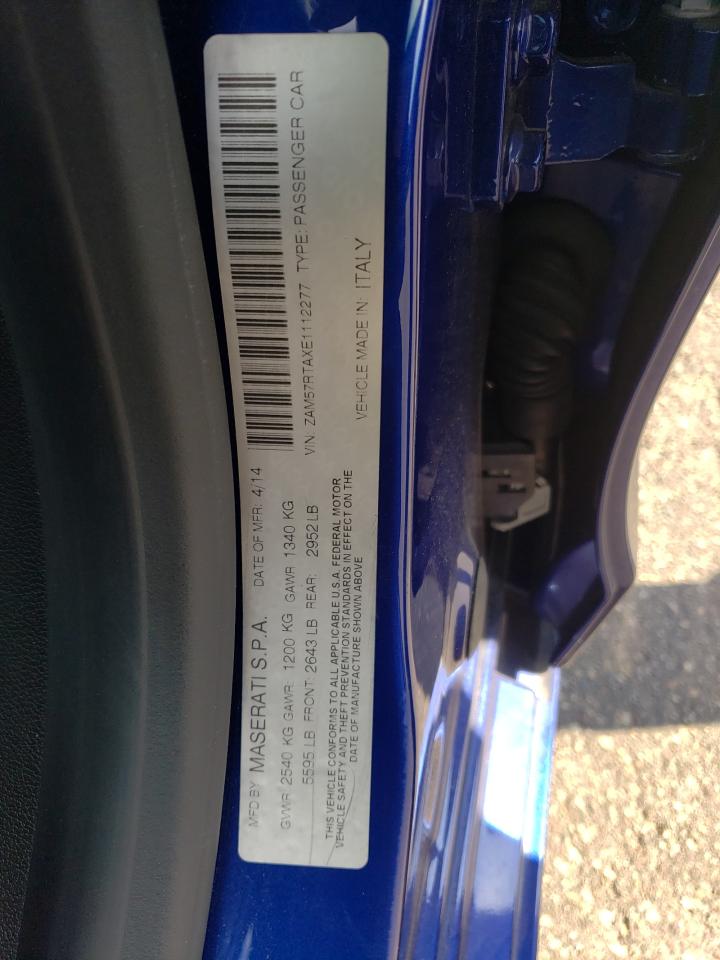 MFD BY MASERATI S.P.A. DATE OF MFR: 4/14
GVWR 2540 KG GAWR: 1200 KG GAWR 1340 KG
5595 LB FRONT: 2643 LB REAR: 2952 LB
THIS VEHICLE CONFORMS TO ALL APPLICABLE U.S.A. FEDERAL MOTOR
VEHICLE SAFETY AND THEFT PREVENTION STANDARDS IN EFFECT ON THE
DATE OF MANUFACTURE SHOWN ABOVE
VIN: ZAM57RTAXE1112277 TYPE: PASSENGER CAR
VEHICLE MADE IN: ITALY